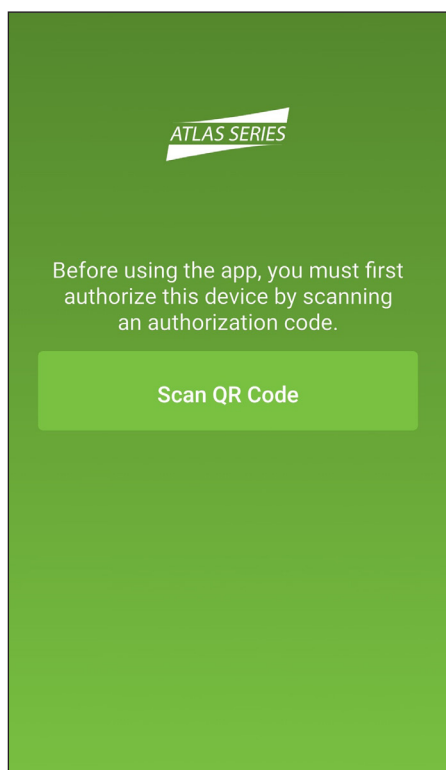 ATLAS SERIES
Before using the app, you must first
authorize this device by scanning
an authorization code.
Scan QR Code